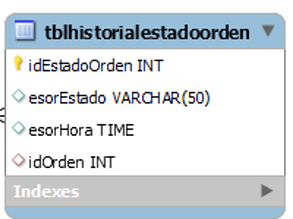 tblhistorialestadoorden
idEstadoOrden INT
esorEstado VARCHAR(50)
esorHora TIME
idOrden INT
Indexes